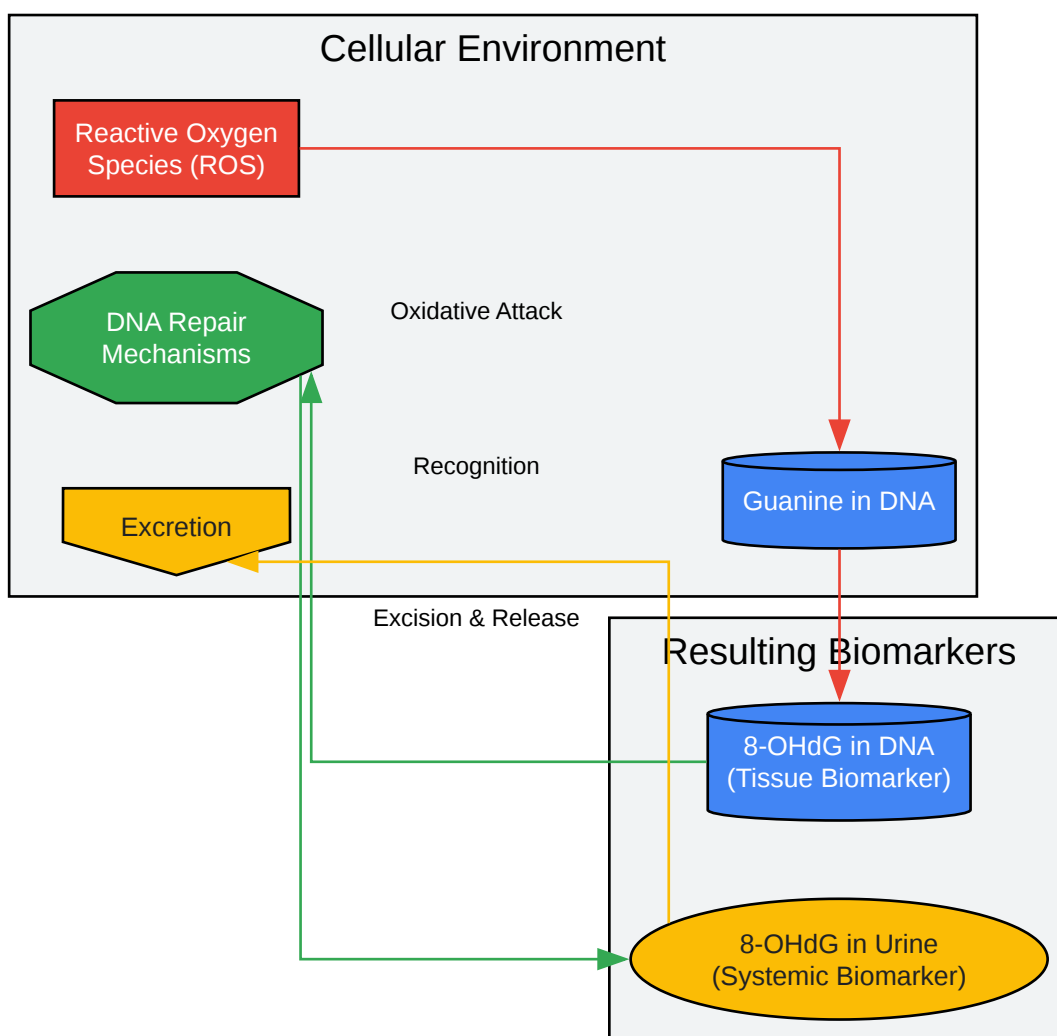 Cellular Environment
Reactive Oxygen
Species (ROS)
DNA Repair
Mechanisms
Oxidative Attack
Recognition
Guanine in DNA
Excretion
Excision & Release
Resulting Biomarkers
8-OHdG in DNA
(Tissue Biomarker)
8-OHdG in Urine
(Systemic Biomarker)